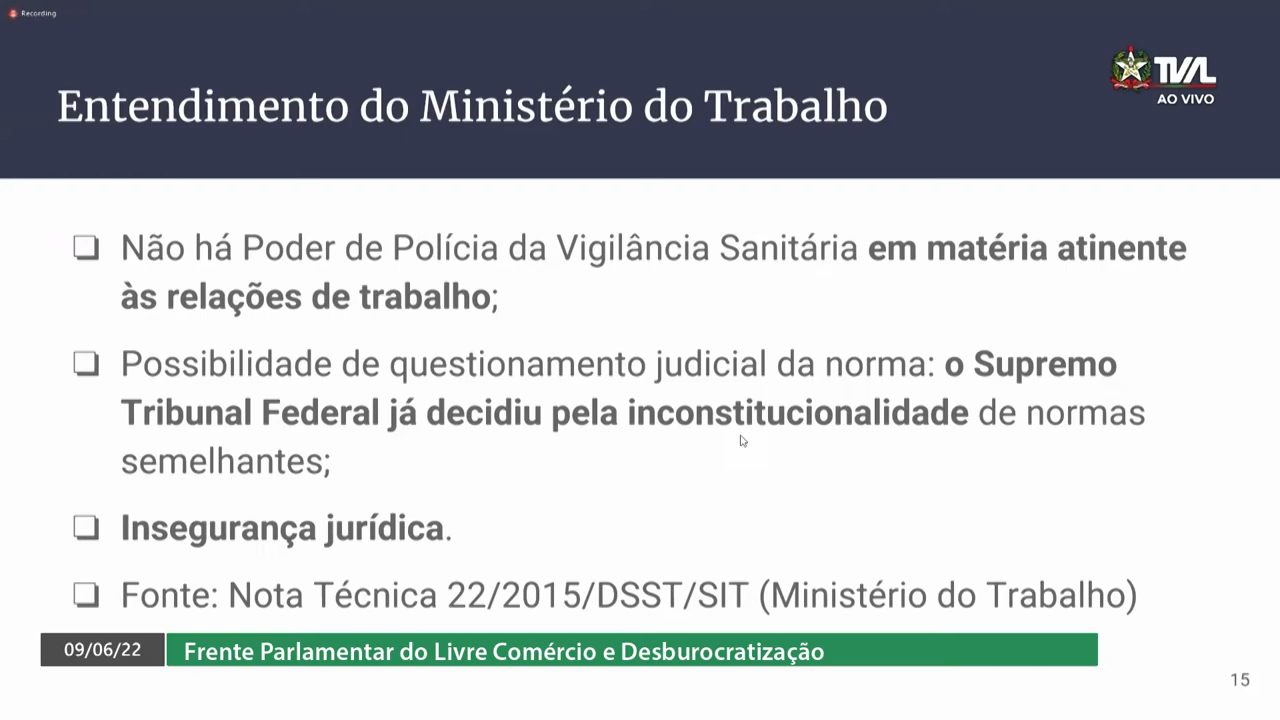 Recording
TVAL
AO VIVO
Entendimento do Ministério do Trabalho
❏ Não há Poder de Polícia da Vigilância Sanitária em matéria atinente
às relações de trabalho;
❏ Possibilidade de questionamento judicial da norma: o Supremo
Tribunal Federal já decidiu pela inconstitucionalidade de normas
semelhantes;
❏ Insegurança jurídica.
❏ Fonte: Nota Técnica 22/2015/DSST/SIT (Ministério do Trabalho)
09/06/22 Frente Parlamentar do Livre Comércio e Desburocratização
15